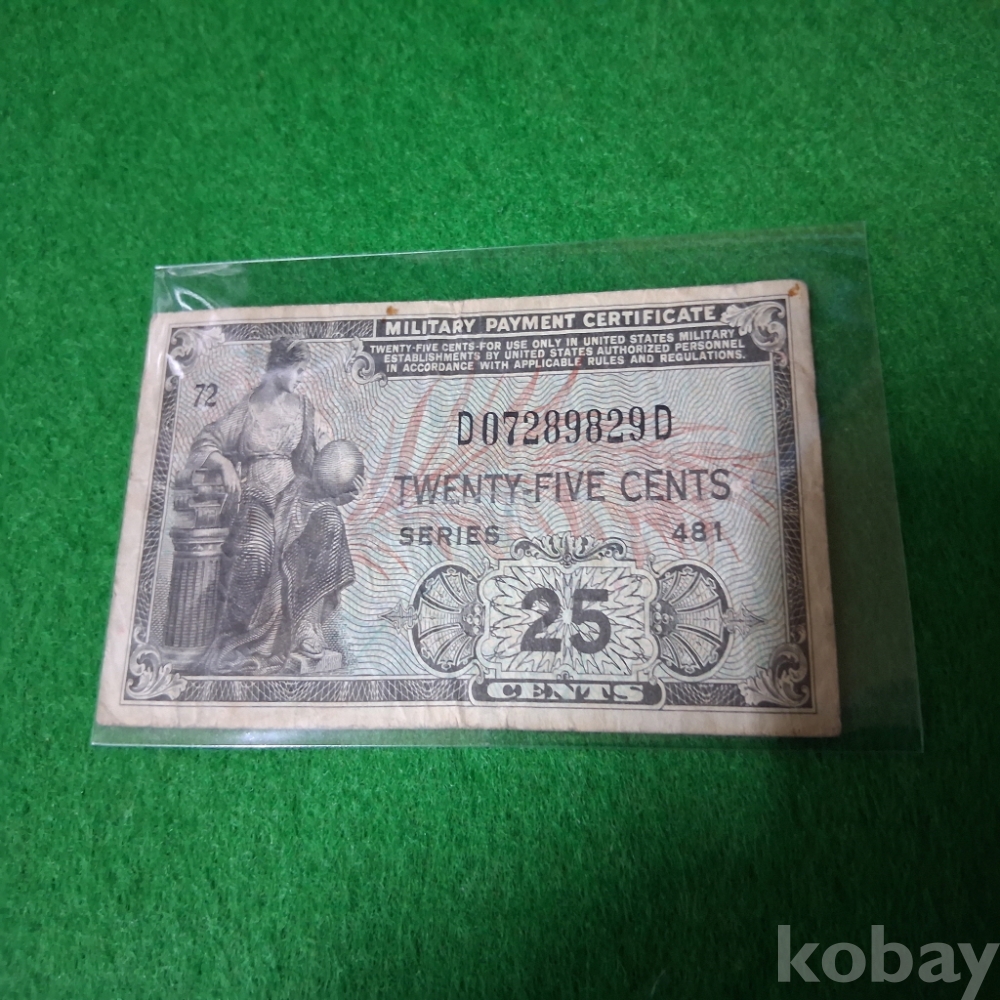 MILITARY PAYMENT CERTIFICATE
TWENTY-FIVE CENTS-FOR USE ONLY IN UNITED STATES MILITARY
ESTABLISHMENTS BY UNITED STATES AUTHORIZED PERSONNEL
IN ACCORDANCE WITH APPLICABLE RULES AND REGULATIONS.
72
D07289829D
TWENTY-FIVE CENTS
SERIES 481
25
CENTS
kobay